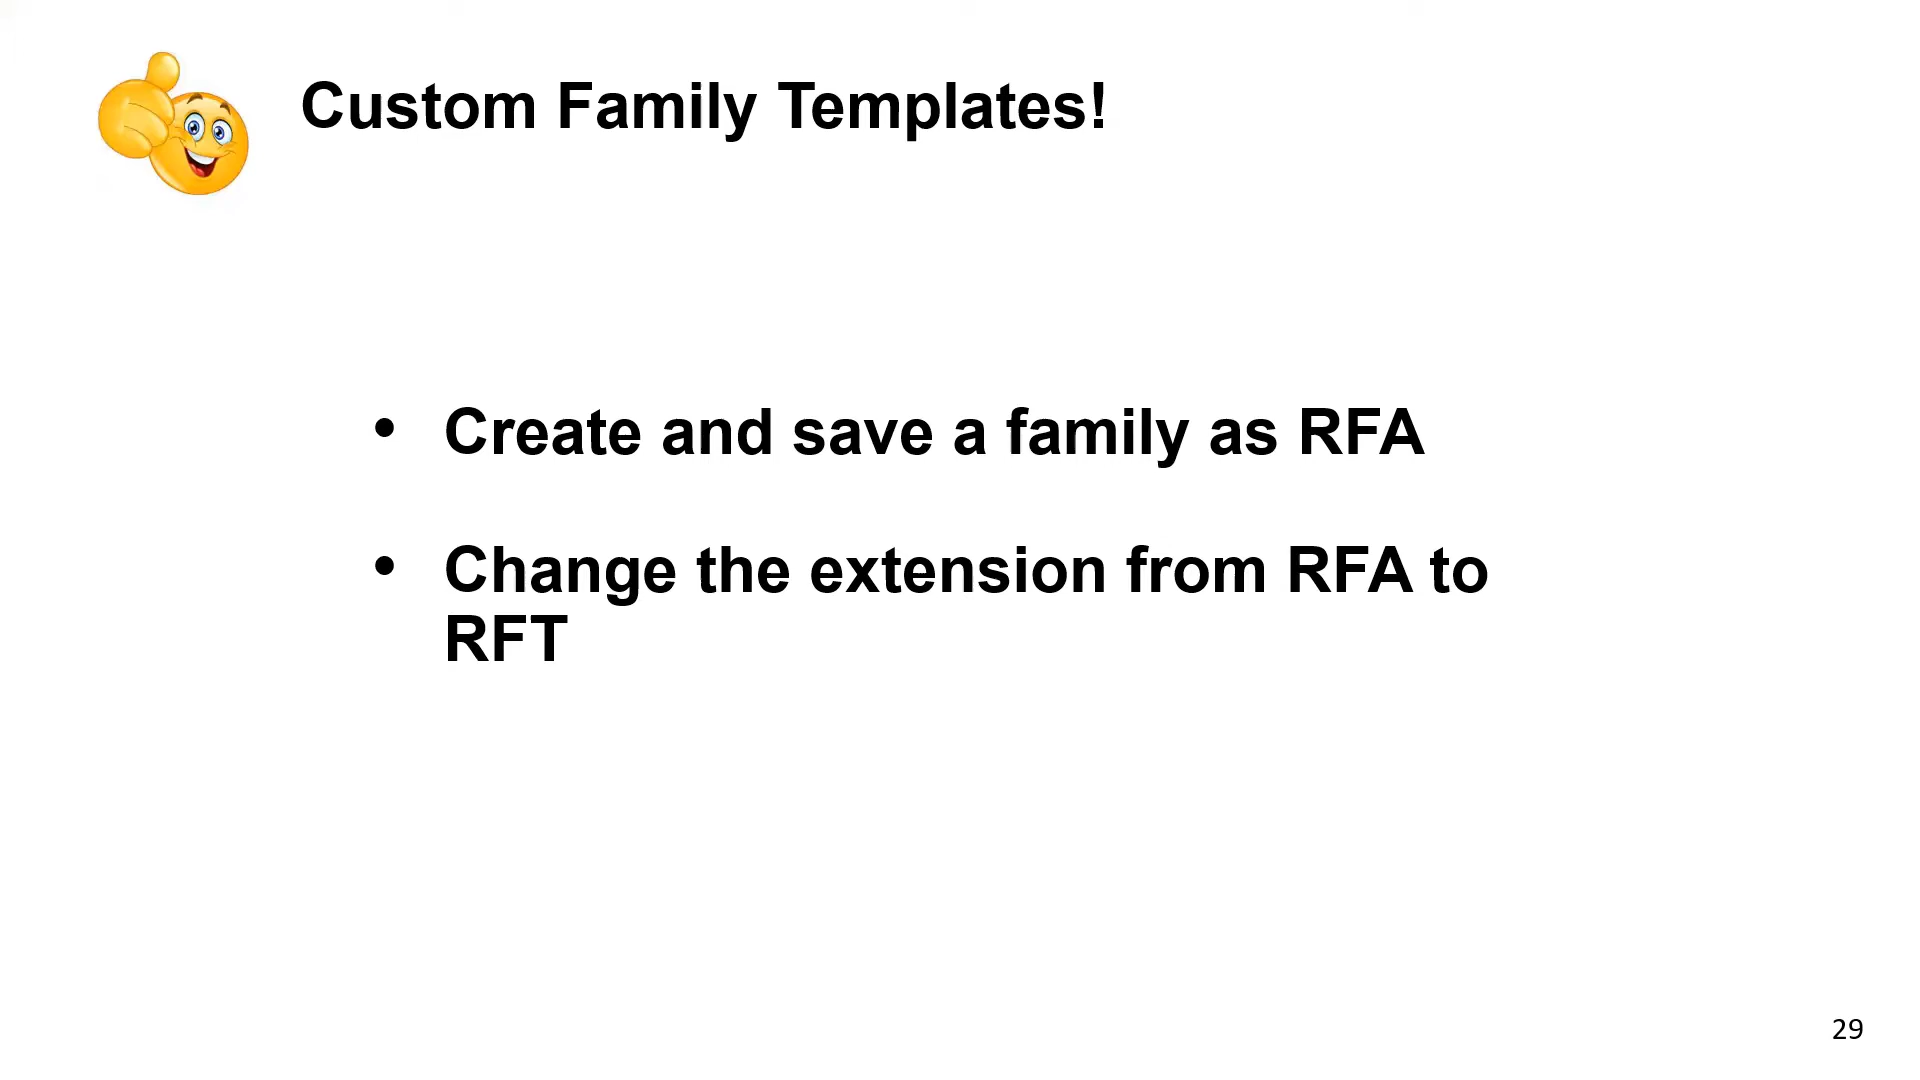 Custom Family Templates!
• Create and save a family as RFA
• Change the extension from RFA to
RFT
29